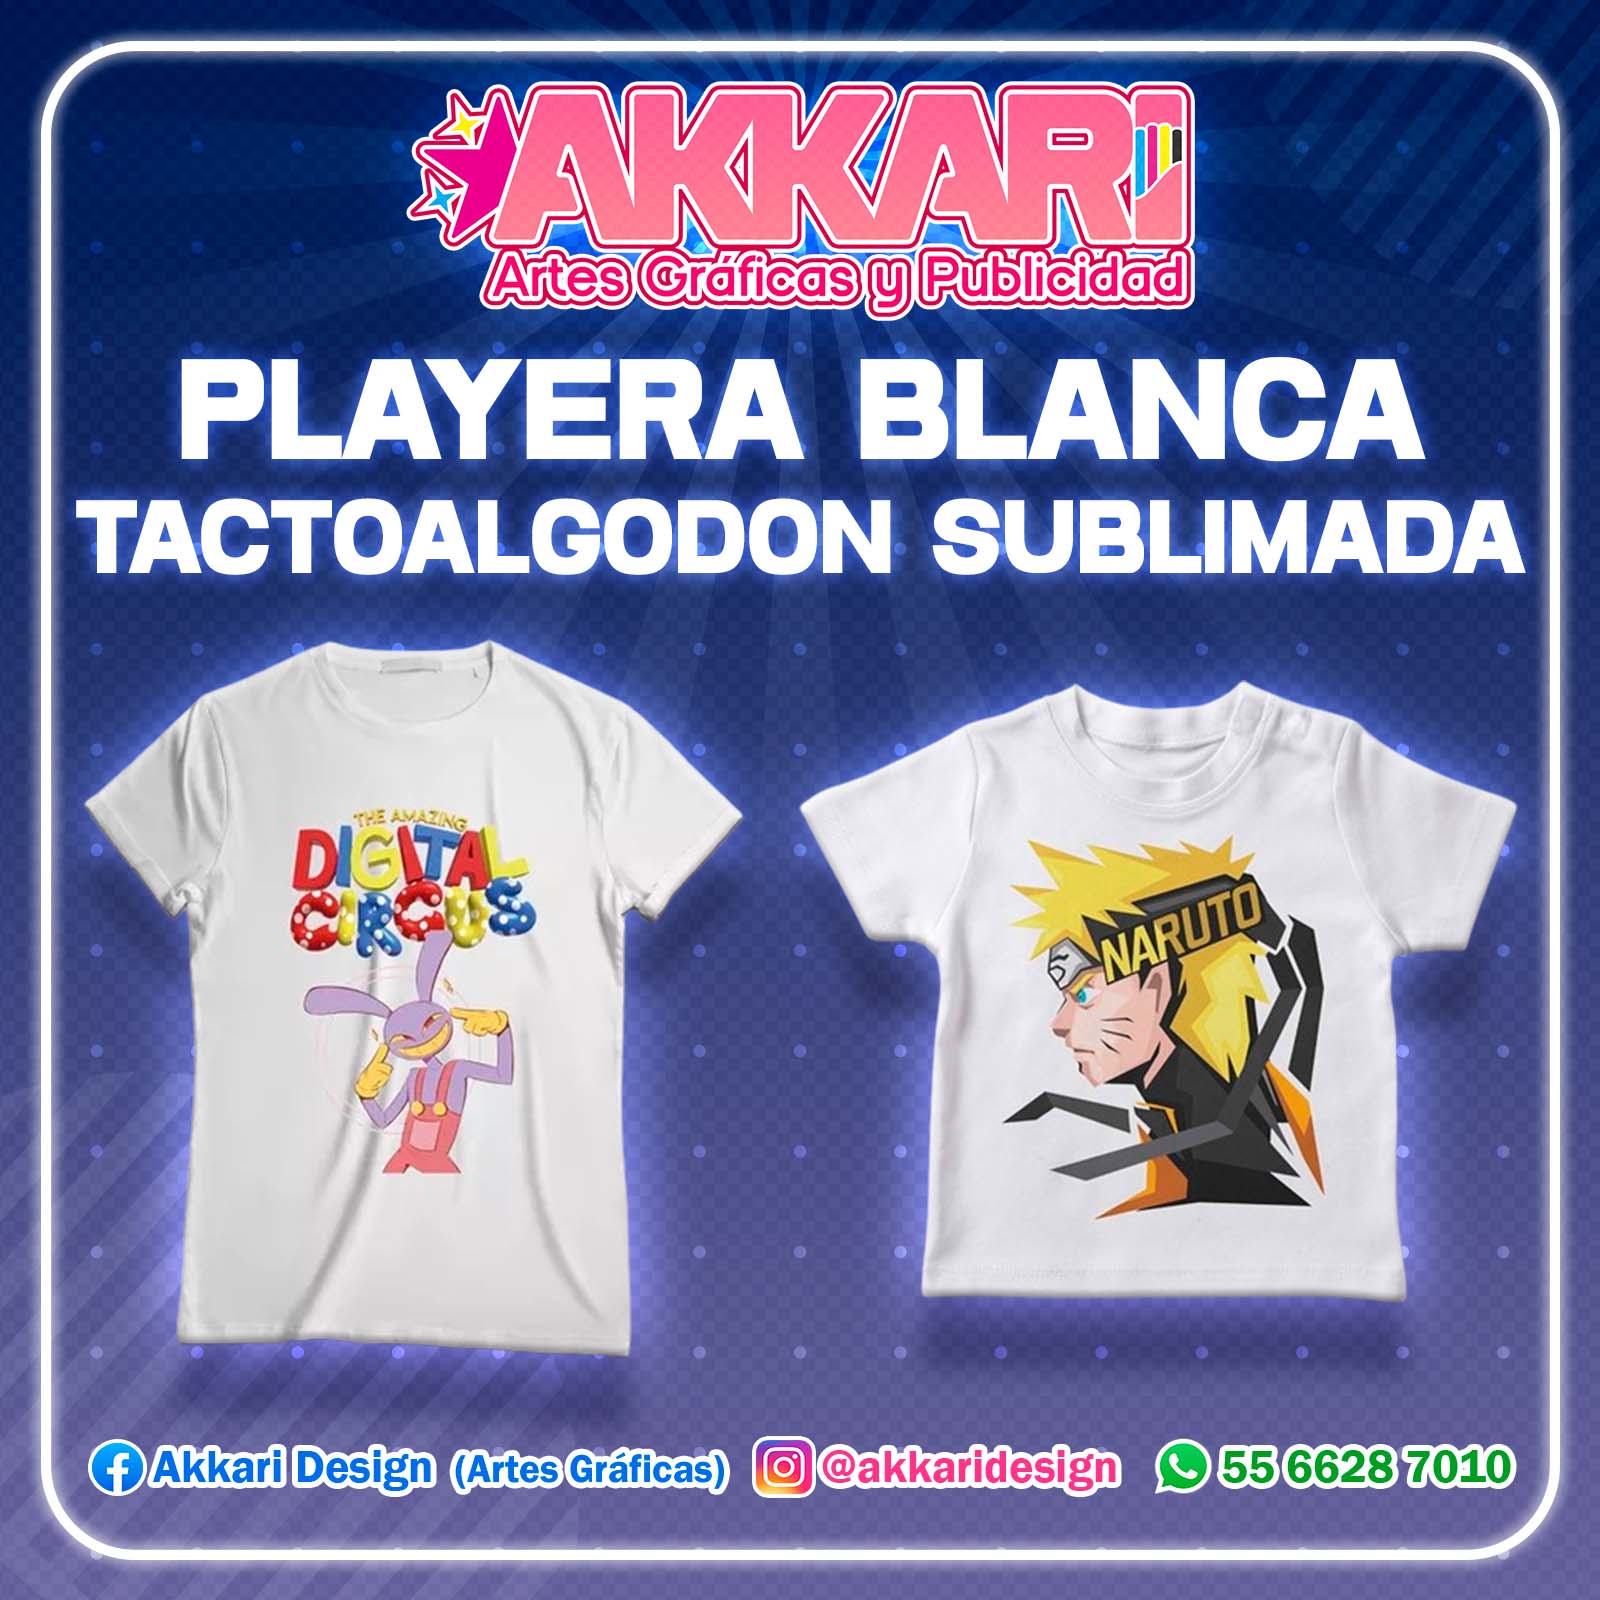 AKKARI
Artes Gráficas y Publicidad
PLAYERA BLANCA
TACTOALGODON SUBLIMADA
THE AMAZING
DIGITAL
CIRCUS
NARUTO
Akkari Design (Artes Gráficas) @akkaridesign 55 6628 7010